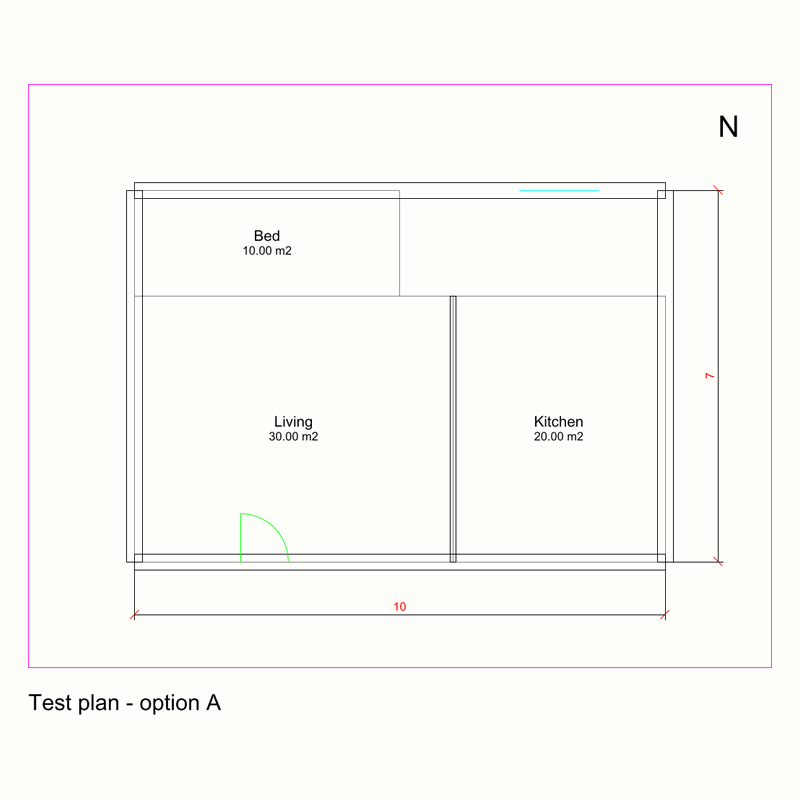 N
Bed
10.00 m2
7
Living
30.00 m2
Kitchen
20.00 m2
10
Test plan - option A